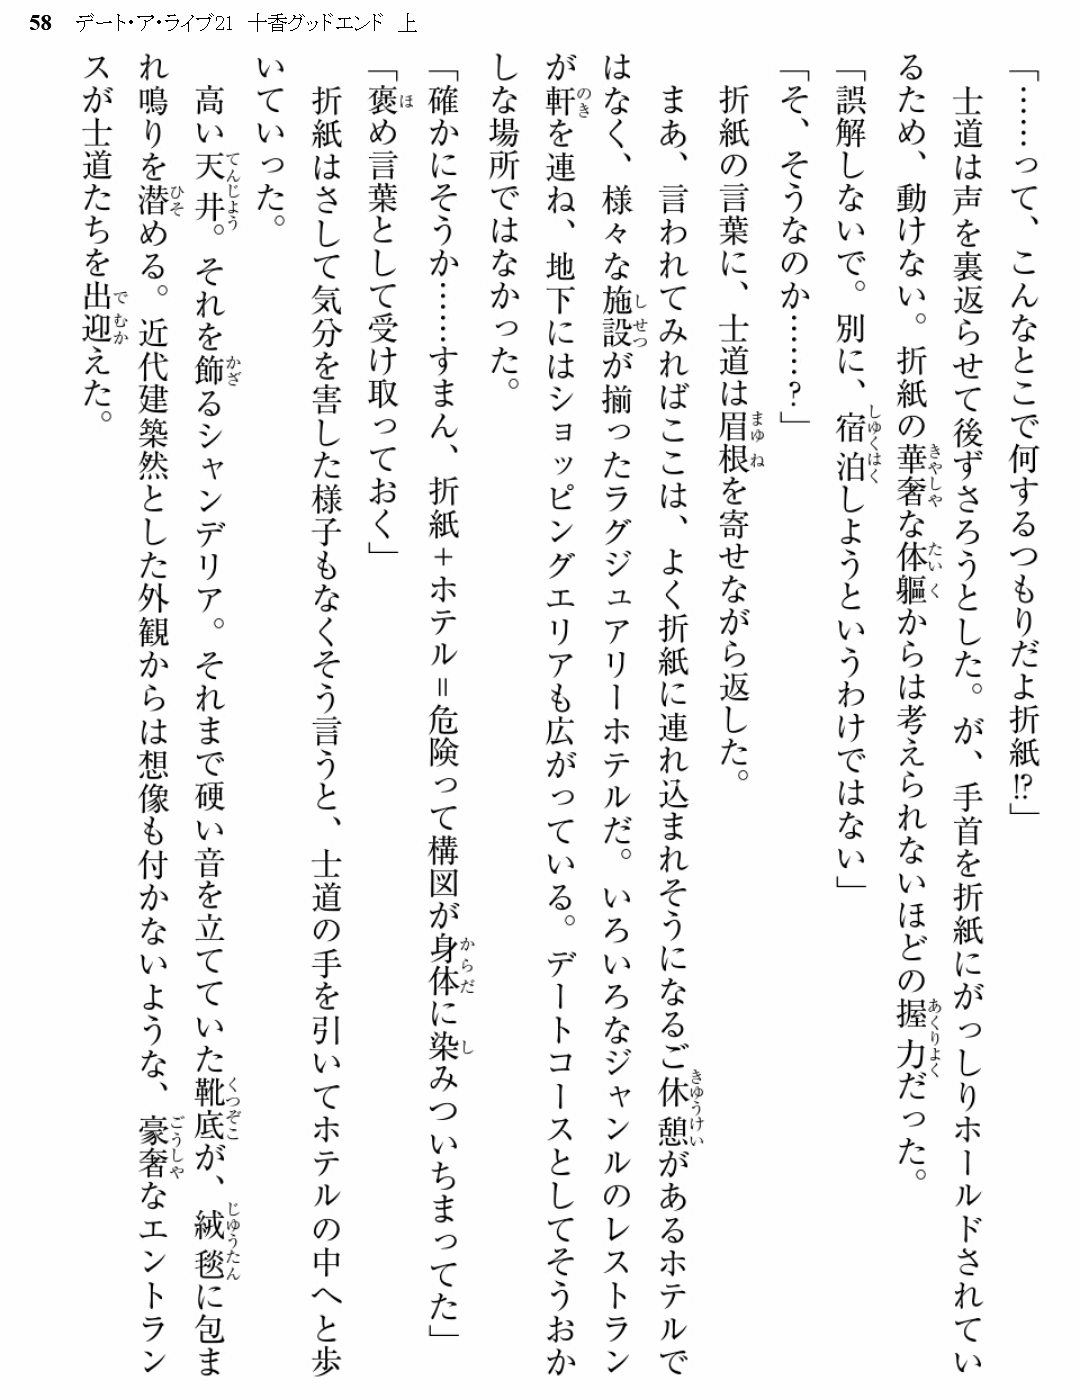 58 デート・ア・ライブ21 十香グッドエンド 上
「……って、こんなとこで何するつもりだよ折紙!?」
士道は声を裏返らせて後ずさろうとした。が、手首を折紙にがっしりホールドされてい
るため、動けない。折紙の華奢な体軀からは考えられないほどの握力だった。
「誤解しないで。別に、宿泊しようというわけではない」
「そ、そうなのか……?」
折紙の言葉に、士道は眉根を寄せながら返した。
まあ、言われてみればここは、よく折紙に連れ込まれそうになるご休憩があるホテルで
はなく、様々な施設が揃ったラグジュアリーホテルだ。いろいろなジャンルのレストラン
が軒を連ね、地下にはショッピングエリアも広がっている。デートコースとしてそうおか
しな場所ではなかった。
「確かにそうか……すまん、折紙+ホテル=危険って構図が身体に染みついちまってた」
「褒め言葉として受け取っておく」
折紙はさして気分を害した様子もなくそう言うと、士道の手を引いてホテルの中へと歩
いていった。
高い天井。それを飾るシャンデリア。それまで硬い音を立てていた靴底が、絨毯に包ま
れ鳴りを潜める。近代建築然とした外観からは想像も付かないような、豪奢なエントラン
スが士道たちを出迎えた。